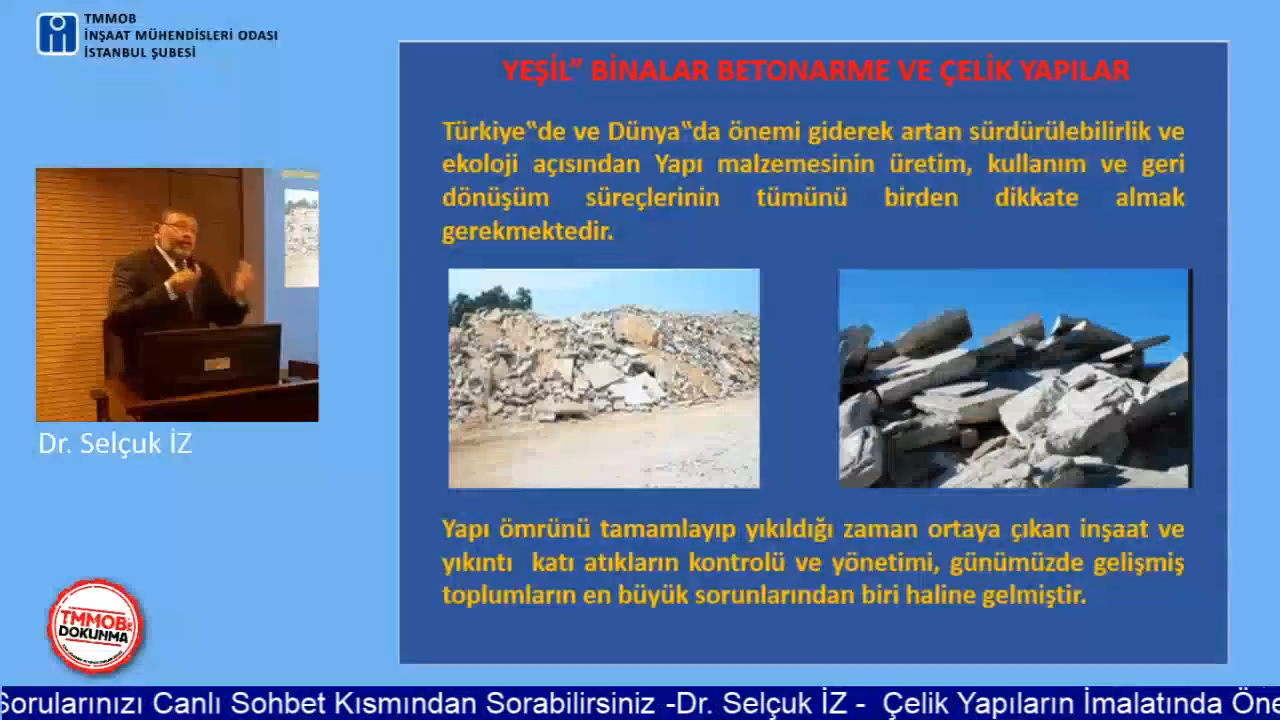 TMMOB
İNŞAAT MÜHENDİSLERİ ODASI
İSTANBUL ŞUBESİ
YEŞİL” BİNALAR BETONARME VE ÇELİK YAPILAR
Türkiye‟de ve Dünya‟da önemi giderek artan sürdürülebilirlik ve
ekoloji açısından Yapı malzemesinin üretim, kullanım ve geri
dönüşüm süreçlerinin tümünü birden dikkate almak
gerekmektedir.
Dr. Selçuk İZ
Yapı ömrünü tamamlayıp yıkıldığı zaman ortaya çıkan inşaat ve
yıkıntı katı atıkların kontrolü ve yönetimi, günümüzde gelişmiş
toplumların en büyük sorunlarından biri haline gelmiştir.
TMMOB'a
DOKUNMA
Sorularınızı Canlı Sohbet Kısmından Sorabilirsiniz -Dr. Selçuk İZ - Çelik Yapıların İmalatında Öne